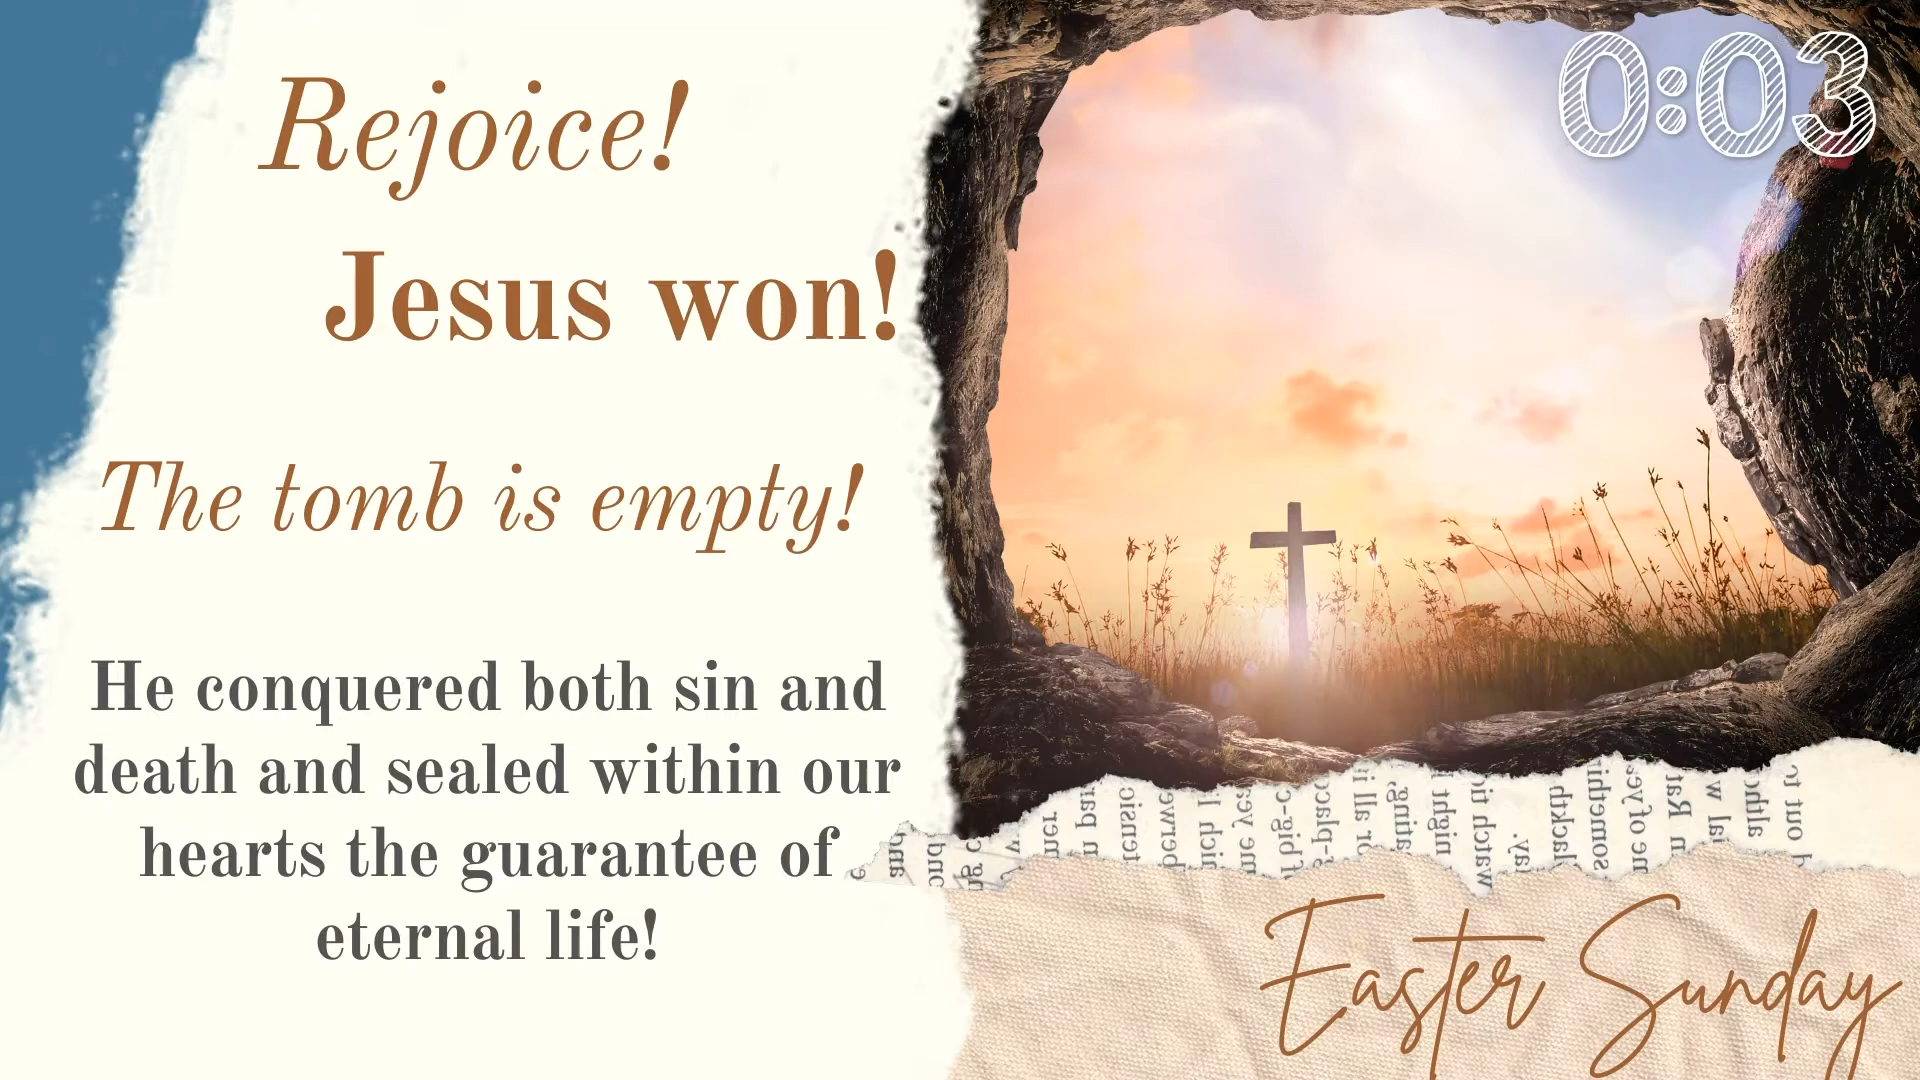 Rejoice!
Jesus won!
The tomb is empty!
He conquered both sin and
death and sealed within our
hearts the guarantee of
eternal life!
0:03
Easter Sunday